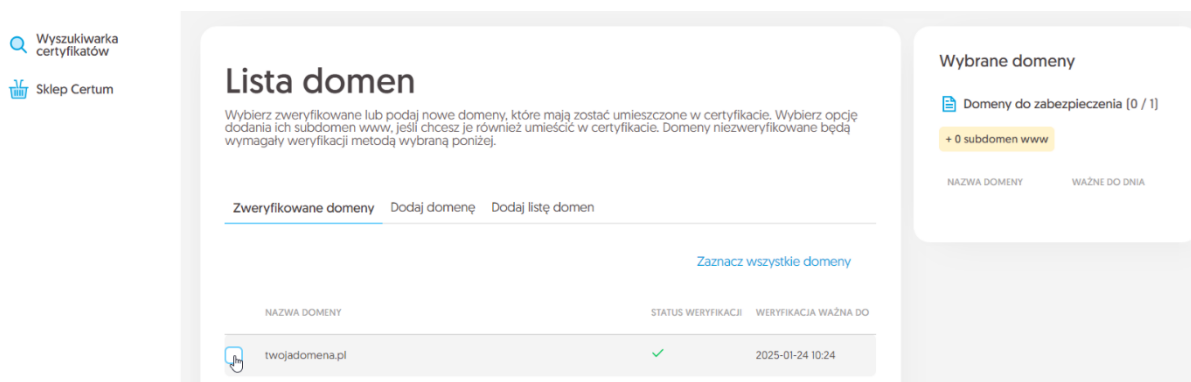 Wyszukiwarka
certyfikatów
Sklep Certum
Lista domen
Wybierz zweryfikowane lub podaj nowe domeny, które mają zostać umieszczone w certyfikacie. Wybierz opcję
dodania ich subdomen www, jeśli chcesz je również umieścić w certyfikacie. Domeny niezweryfikowane będą
wymagały weryfikacji metodą wybraną poniżej.
Zweryfikowane domeny Dodaj domenę Dodaj listę domen
Zaznacz wszystkie domeny
NAZWA DOMENY STATUS WERYFIKACJI WERYFIKACJA WAŻNA DO
twojadomena.pl 2025-01-24 10:24
Wybrane domeny
Domeny do zabezpieczenia (0 / 1)
+ 0 subdomen www
NAZWA DOMENY WAŻNE DO DNIA